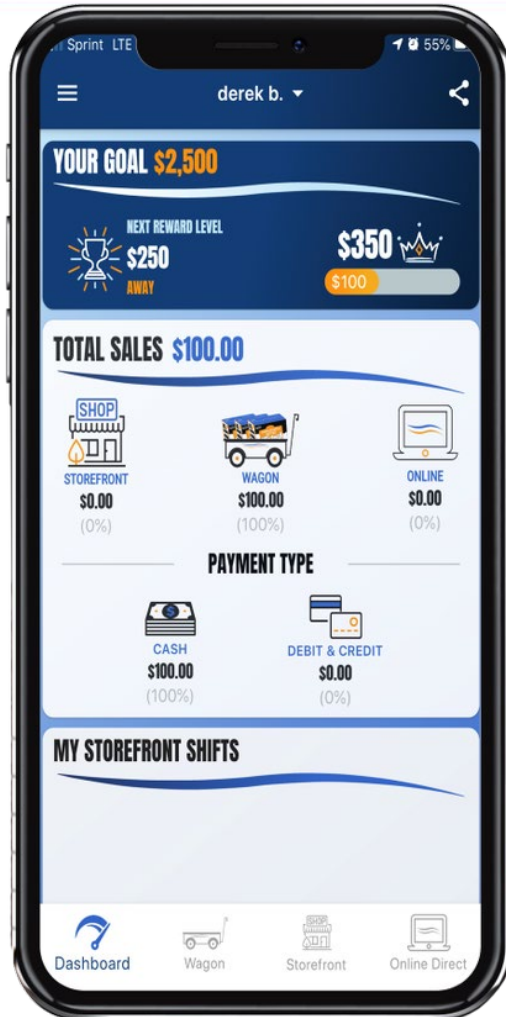 Sprint LTE 55%
derek b.
YOUR GOAL $2,500
NEXT REWARD LEVEL
$250
AWAY
$350
$100
TOTAL SALES $100.00
SHOP
STOREFRONT
$0.00
(0%)
WAGON
$100.00
(100%)
ONLINE
$0.00
(0%)
PAYMENT TYPE
CASH
$100.00
(100%)
DEBIT & CREDIT
$0.00
(0%)
MY STOREFRONT SHIFTS
Dashboard
Wagon
SHOP
Storefront
Online Direct